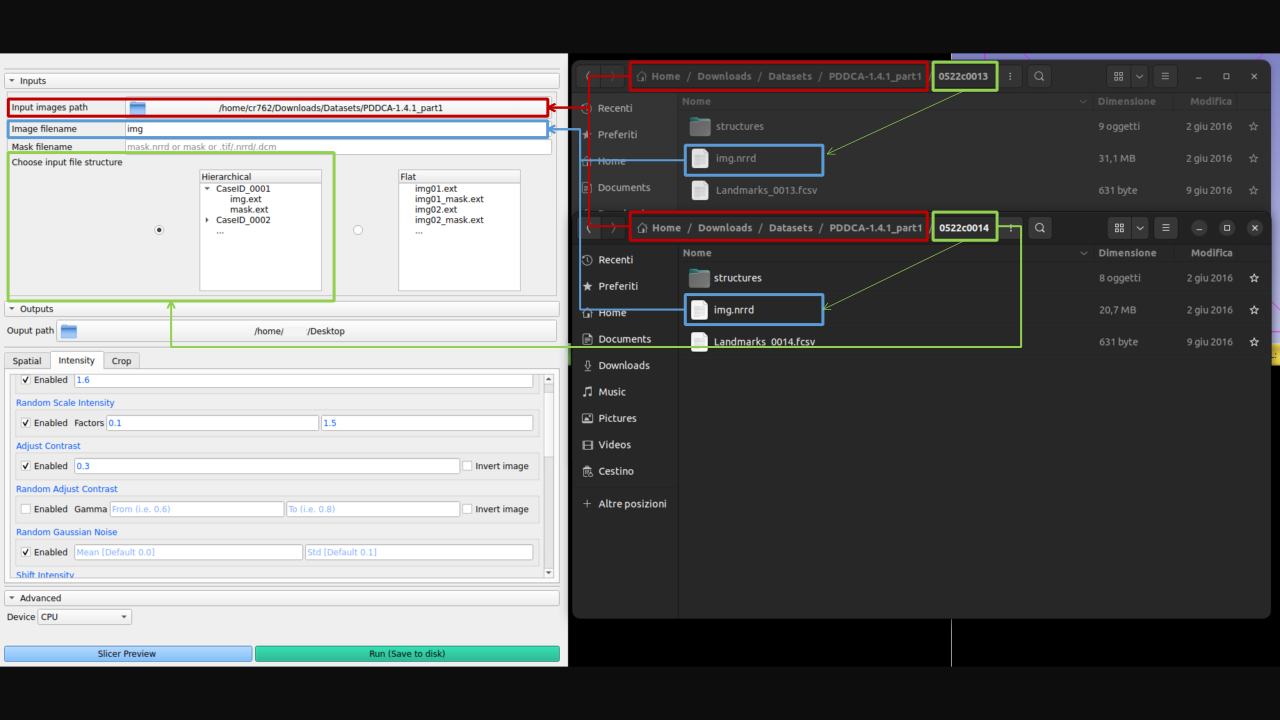 Inputs
Input images path /home/cr762/Downloads/Datasets/PDDCA-1.4.1_part1
Image filename img
Mask filename mask.nrrd or mask or .tif/.nrrd/.dcm
Choose input file structure
Hierarchical
CaseID_0001
img.ext
mask.ext
CaseID_0002
...
Flat
img01.ext
img01_mask.ext
img02.ext
img02_mask.ext
...
Outputs
Ouput path /home/ /Desktop
Spatial Intensity Crop
Enabled 1.6
Random Scale Intensity
Enabled Factors 0.1 1.5
Adjust Contrast
Enabled 0.3 Invert image
Random Adjust Contrast
Enabled Gamma From (i.e. 0.6) To (i.e. 0.8) Invert image
Random Gaussian Noise
Enabled Mean [Default 0.0] Std [Default 0.1]
Shift Intensity
Advanced
Device CPU
Slicer Preview Run (Save to disk)
Home / Downloads / Datasets / PDDCA-1.4.1_part1 / 0522c0013
Recenti
Preferiti
Home
Documents
Nome Dimensione Modifica
structures 9 oggetti 2 giu 2016
img.nrrd 31,1 MB 2 giu 2016
Landmarks_0013.fcsv 631 byte 9 giu 2016
Home / Downloads / Datasets / PDDCA-1.4.1_part1 / 0522c0014
Recenti
Preferiti
Home
Documents
Downloads
Music
Pictures
Videos
Cestino
Altre posizioni
Nome Dimensione Modifica
structures 8 oggetti 2 giu 2016
img.nrrd 20,7 MB 2 giu 2016
Landmarks_0014.fcsv 631 byte 9 giu 2016